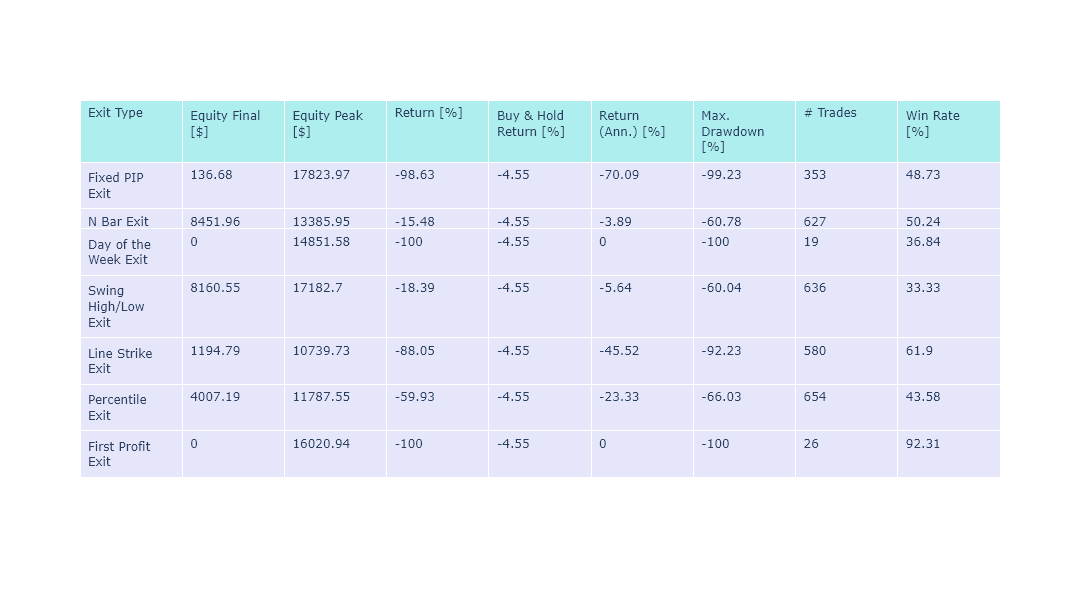 Exit Type | Equity Final [$] | Equity Peak [$] | Return [%] | Buy & Hold Return [%] | Return (Ann.) [%] | Max. Drawdown [%] | # Trades | Win Rate [%]
Fixed PIP Exit | 136.68 | 17823.97 | -98.63 | -4.55 | -70.09 | -99.23 | 353 | 48.73
N Bar Exit | 8451.96 | 13385.95 | -15.48 | -4.55 | -3.89 | -60.78 | 627 | 50.24
Day of the Week Exit | 0 | 14851.58 | -100 | -4.55 | 0 | -100 | 19 | 36.84
Swing High/Low Exit | 8160.55 | 17182.7 | -18.39 | -4.55 | -5.64 | -60.04 | 636 | 33.33
Line Strike Exit | 1194.79 | 10739.73 | -88.05 | -4.55 | -45.52 | -92.23 | 580 | 61.9
Percentile Exit | 4007.19 | 11787.55 | -59.93 | -4.55 | -23.33 | -66.03 | 654 | 43.58
First Profit Exit | 0 | 16020.94 | -100 | -4.55 | 0 | -100 | 26 | 92.31